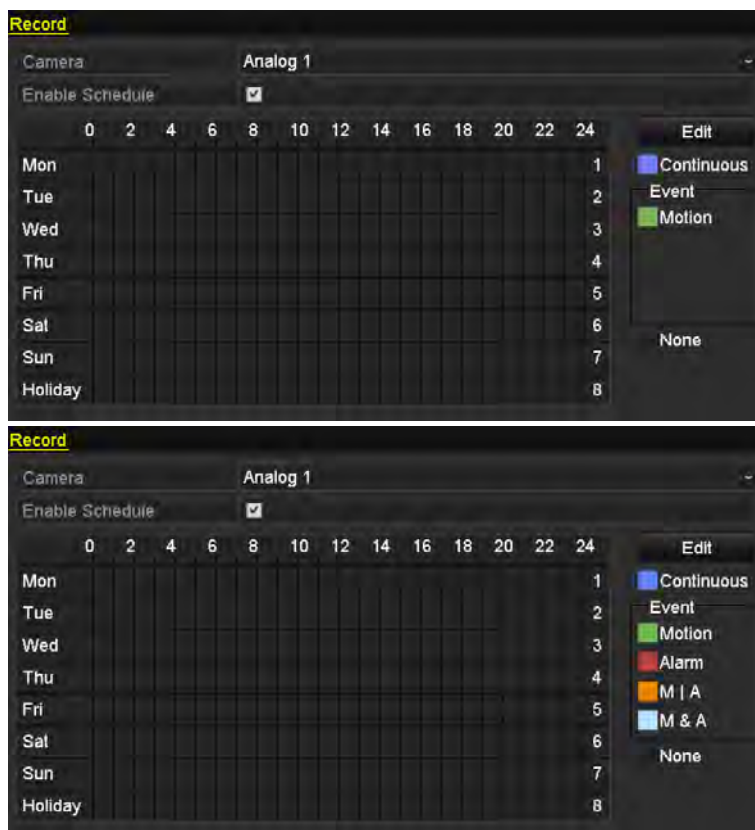 Record
Camera Analog 1
Enable Schedule
0 2 4 6 8 10 12 14 16 18 20 22 24 Edit
Mon 1 Continuous
Event
Tue 2
Motion
Wed 3
Thu 4
Fri 5
Sat 6
None
Sun 7
Holiday 8
Record
Camera Analog 1
Enable Schedule
0 2 4 6 8 10 12 14 16 18 20 22 24 Edit
Mon 1 Continuous
Event
Tue 2
Motion
Wed 3
Alarm
Thu 4
M | A
Fri 5
M & A
Sat 6
None
Sun 7
Holiday 8